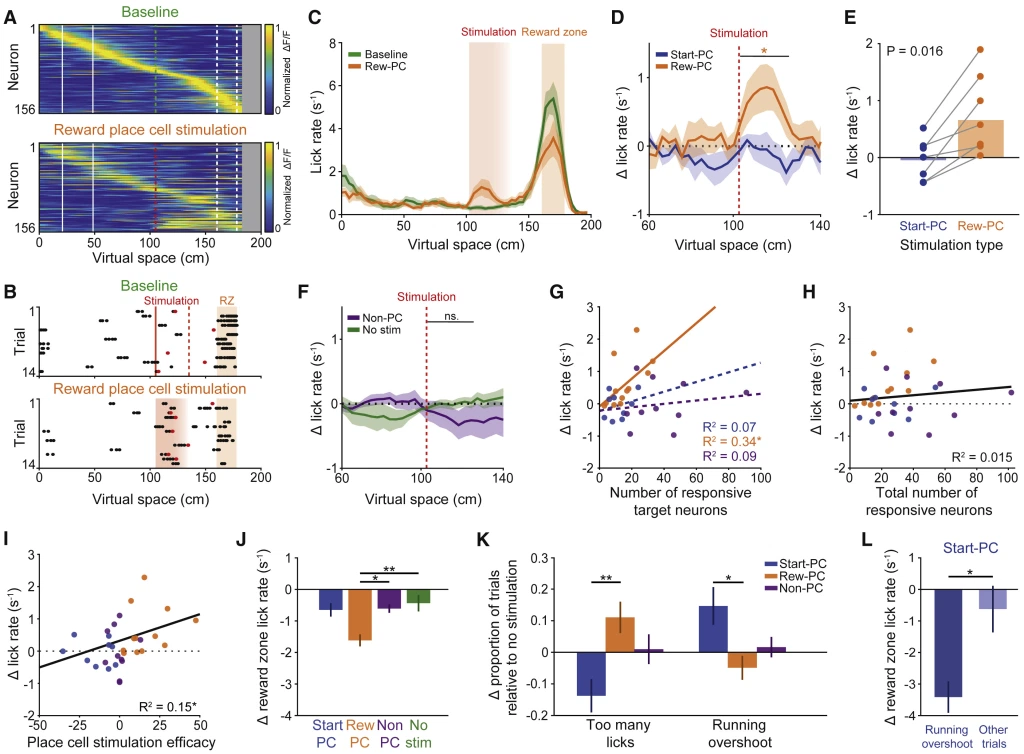 A
Baseline
1
Neuron
156
1
0
Normalized ΔF/F
Reward place cell stimulation
1
Neuron
156
1
0
Normalized ΔF/F
0
50
100
150
200
Virtual space (cm)
B
Baseline
Stimulation
RZ
1
Trial
14
Reward place cell stimulation
1
Trial
14
0
50
100
150
200
Virtual space (cm)
C
Stimulation
Reward zone
Baseline
Rew-PC
8
6
4
2
0
Lick rate (s⁻¹)
0
50
100
150
200
Virtual space (cm)
D
Stimulation
Start-PC
Rew-PC
*
1
0
-1
Δ lick rate (s⁻¹)
60
100
140
Virtual space (cm)
E
P = 0.016
2
1
0
-1
Δ lick rate (s⁻¹)
Start-PC
Rew-PC
Stimulation type
F
Stimulation
Non-PC
No stim
ns.
1
0
-1
Δ lick rate (s⁻¹)
60
100
140
Virtual space (cm)
G
3
2
1
0
-1
-2
Δ lick rate (s⁻¹)
R² = 0.07
R² = 0.34*
R² = 0.09
0
20
40
60
80
100
Number of responsive
target neurons
H
3
2
1
0
-1
-2
Δ lick rate (s⁻¹)
R² = 0.015
0
20
40
60
80
100
Total number of
responsive neurons
I
3
2
1
0
-1
-2
Δ lick rate (s⁻¹)
R² = 0.15*
-50
-25
0
25
50
Place cell stimulation efficacy
J
1
0
-1
-2
-3
-4
Δ reward zone lick rate (s⁻¹)
**
*
Start
PC
Rew
PC
Non
PC
No
stim
K
0.3
0.2
0.1
0
-0.1
-0.2
Δ proportion of trials
relative to no stimulation
**
*
Start-PC
Rew-PC
Non-PC
Too many
licks
Running
overshoot
L
Start-PC
*
1
0
-1
-2
-3
-4
Δ reward zone lick rate (s⁻¹)
Running
overshoot
Other
trials